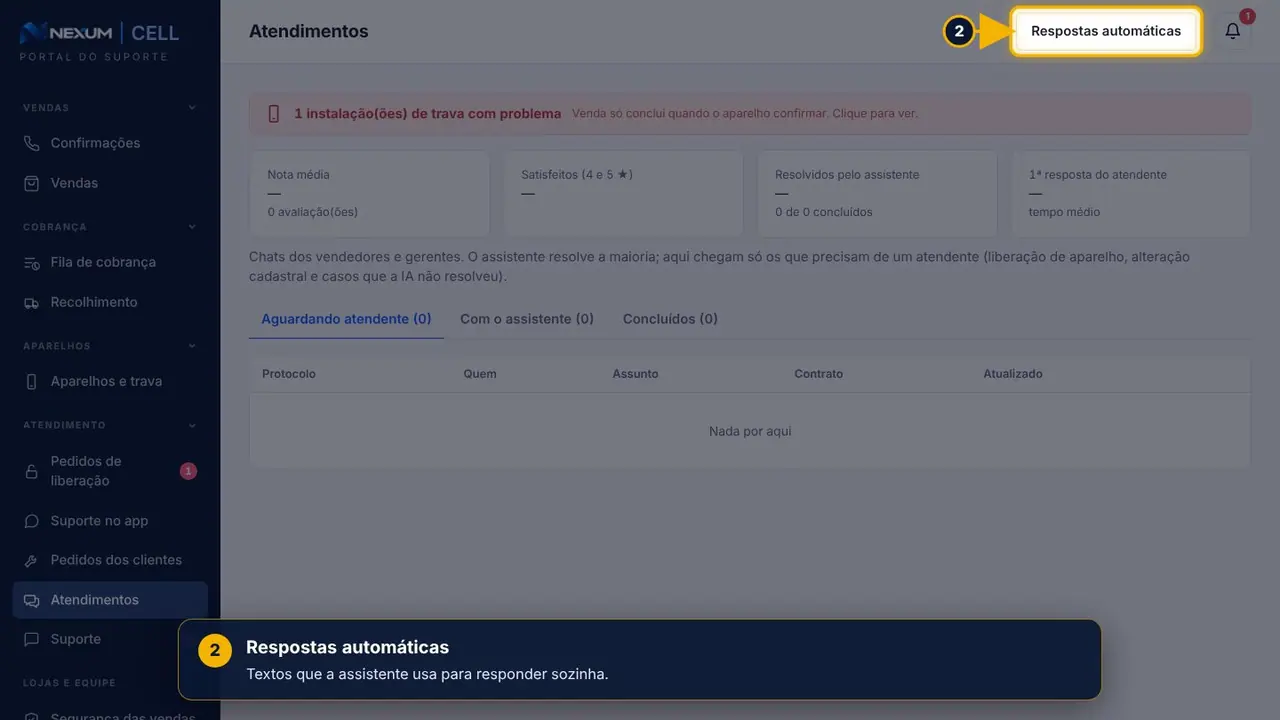 NEXUM | CELL
PORTAL DO SUPORTE
VENDAS
Confirmações
Vendas
COBRANÇA
Fila de cobrança
Recolhimento
APARELHOS
Aparelhos e trava
ATENDIMENTO
Pedidos de
liberação
1
Suporte no app
Pedidos dos clientes
Atendimentos
Suporte
LOJAS E EQUIPE
Segurança das vendas
Atendimentos
2
Respostas automáticas
1
1 instalação(ões) de trava com problema Venda só conclui quando o aparelho confirmar. Clique para ver.
Nota média
—
0 avaliação(ões)
Satisfeitos (4 e 5 ★)
—
Resolvidos pelo assistente
—
0 de 0 concluídos
1ª resposta do atendente
—
tempo médio
Chats dos vendedores e gerentes. O assistente resolve a maioria; aqui chegam só os que precisam de um atendente (liberação de aparelho, alteração
cadastral e casos que a IA não resolveu).
Aguardando atendente (0) Com o assistente (0) Concluídos (0)
Protocolo Quem Assunto Contrato Atualizado
Nada por aqui
2
Respostas automáticas
Textos que a assistente usa para responder sozinha.